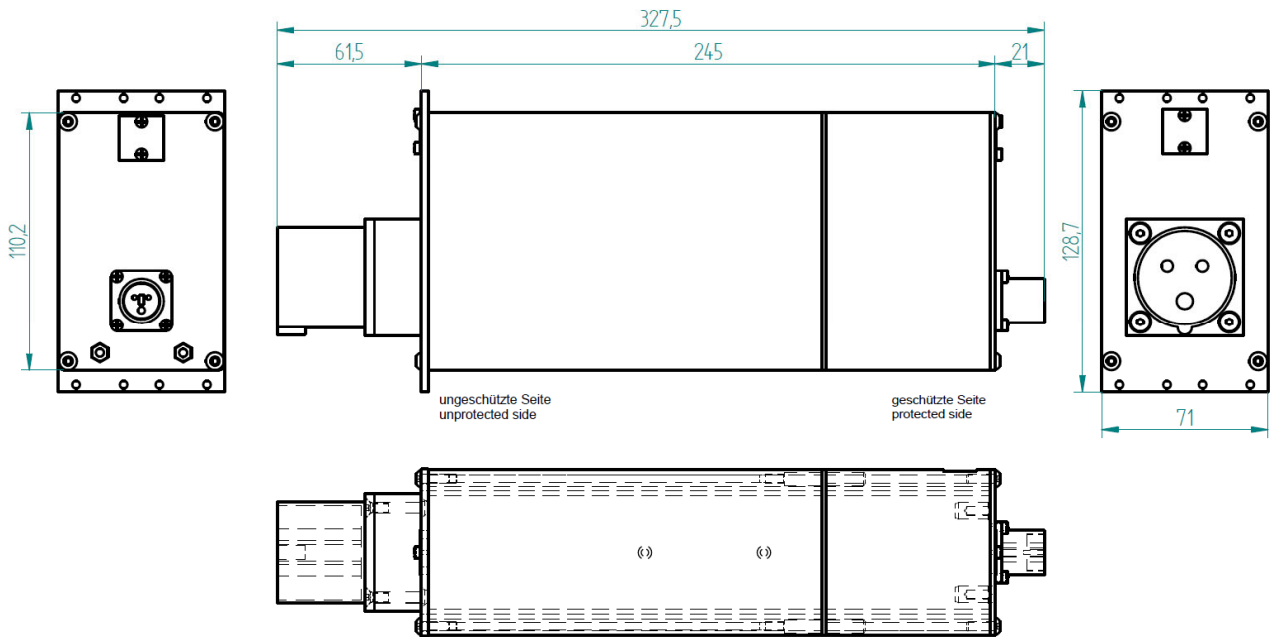 327,5
61,5
245
21
110,2
128,7
ungeschützte Seite
unprotected side
geschützte Seite
protected side
71